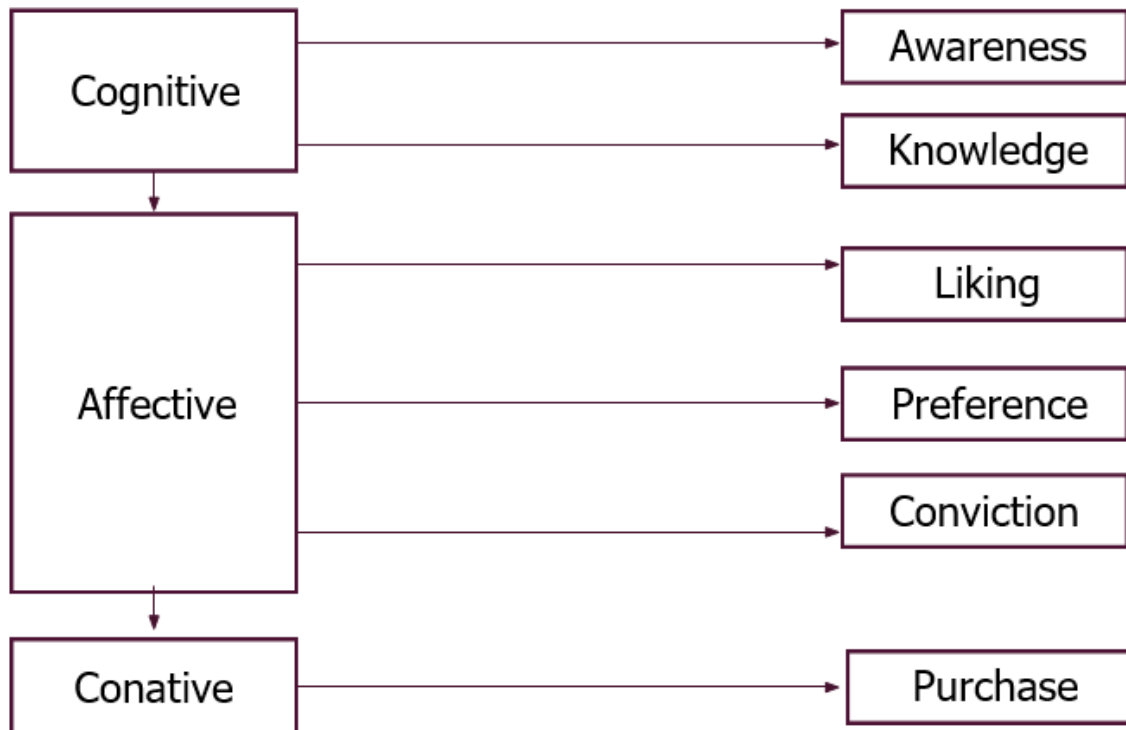 Cognitive
Awareness
Knowledge
Affective
Liking
Preference
Conviction
Conative
Purchase